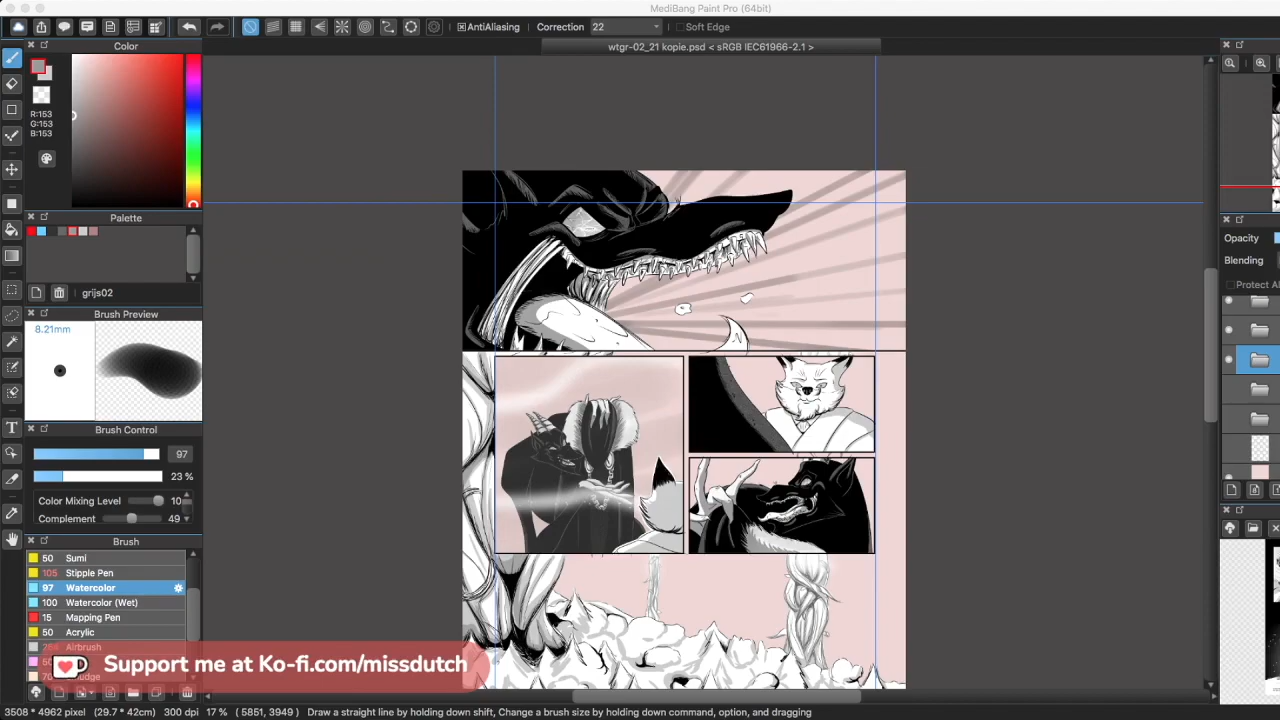 MediBang Paint Pro (64bit)
AntiAliasing Correction 22 Soft Edge
Color
wtgr-02_21 kopie.psd < sRGB IEC61966-2.1 >
R:153
G:153
B:153
Palette
grijs02
Opacity
Blending
Protect Al
Brush Preview
8.21mm
Brush Control
97
23 %
Color Mixing Level 10
Complement 49
Brush
50 Sumi
105 Stipple Pen
97 Watercolor
100 Watercolor (Wet)
15 Mapping Pen
50 Acrylic
Airbrush
Support me at Ko-fi.com/missdutch
3508 * 4962 pixel (29.7 * 42cm) 300 dpi 17 % ( 5851, 3949 ) Draw a straight line by holding down shift, Change a brush size by holding down command, option, and dragging